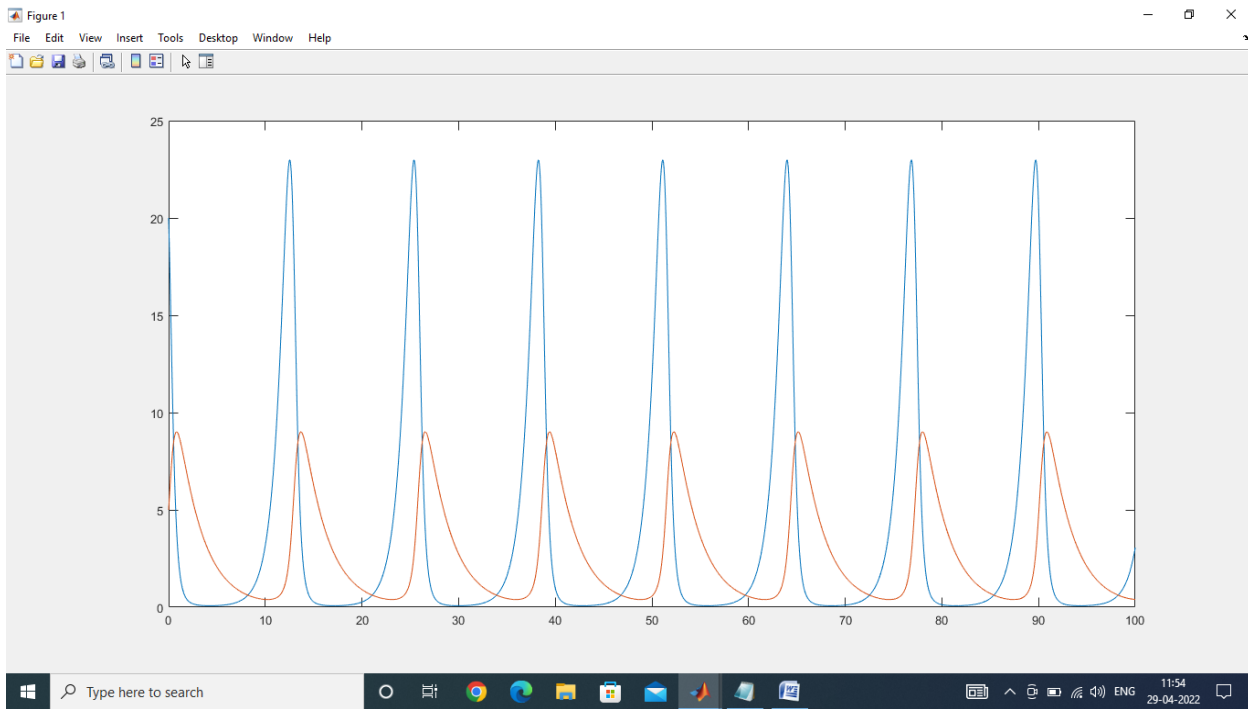 Figure 1
File Edit View Insert Tools Desktop Window Help
25
20
15
10
5
0
0 10 20 30 40 50 60 70 80 90 100
Type here to search
ENG
11:54
29-04-2022